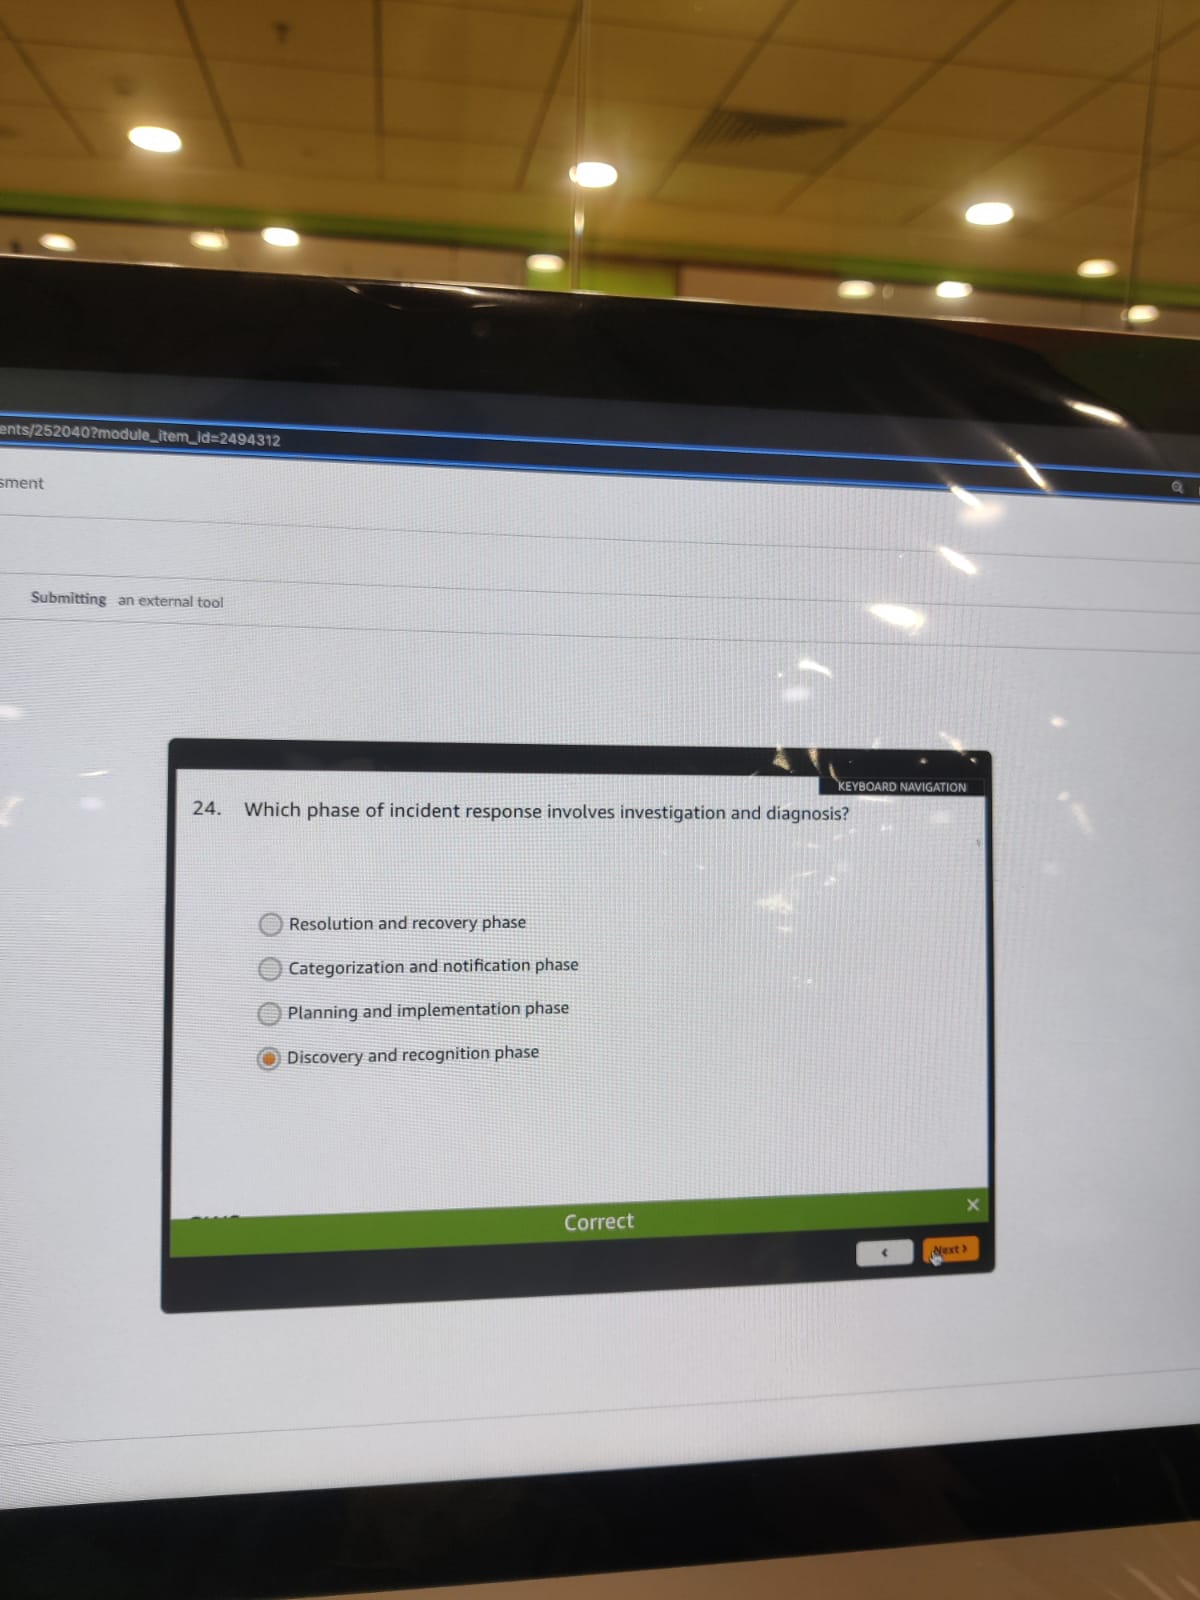 ents/252040?module_item_id=2494312
sment
Submitting an external tool
KEYBOARD NAVIGATION
24. Which phase of incident response involves investigation and diagnosis?
Resolution and recovery phase
Categorization and notification phase
Planning and implementation phase
Discovery and recognition phase
Correct
Next